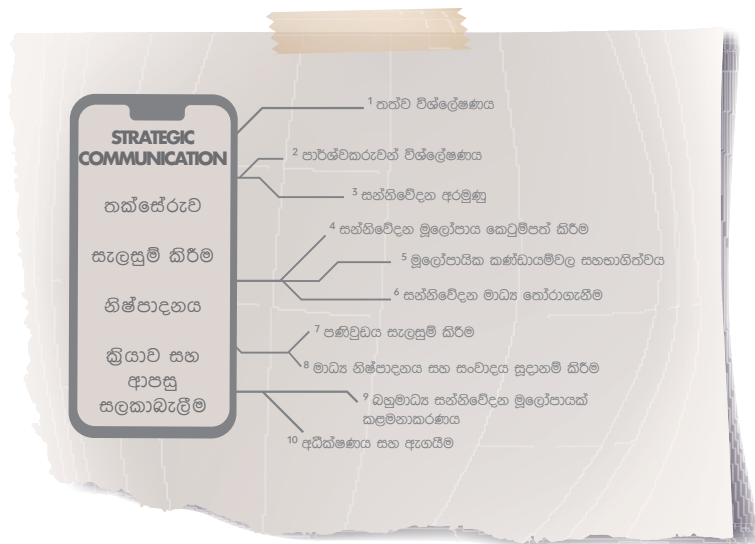 STRATEGIC
COMMUNICATION
තක්සේරුව
සැලසුම් කිරීම
නිෂ්පාදනය
ක්‍රියාව සහ
ආපසු
සලකාබැලීම
1 තත්ව විශ්ලේෂණය
2 පාර්ශ්වකරුවන් විශ්ලේෂණය
3 සන්නිවේදන අරමුණු
4 සන්නිවේදන මූලෝපාය කෙටුම්පත් කිරීම
5 මූලෝපායික කණ්ඩායම්වල සහභාගිත්වය
6 සන්නිවේදන මාධ්‍ය තෝරාගැනීම
7 පණිවුඩය සැලසුම් කිරීම
8 මාධ්‍ය නිෂ්පාදනය සහ සංවාදය සූදානම් කිරීම
9 බහුමාධ්‍ය සන්නිවේදන මූලෝපායක්
කළමනාකරණය
10 අධීක්ෂණය සහ ඇගයීම